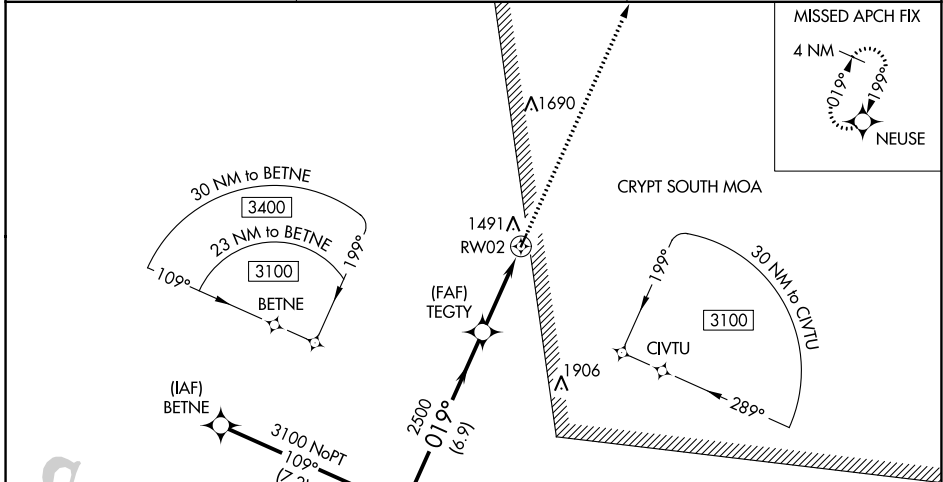 MISSED APCH FIX
4 NM
019°
199°
NEUSE
1690
CRYPT SOUTH MOA
30 NM to BETNE
3400
23 NM to BETNE
3100
109°
199°
BETNE
1491
RW02
(FAF)
TEGTY
30 NM to CIVTU
199°
3100
CIVTU
289°
1906
(IAF)
BETNE
3100 NoPT
109°
2500
019°
(6.9)